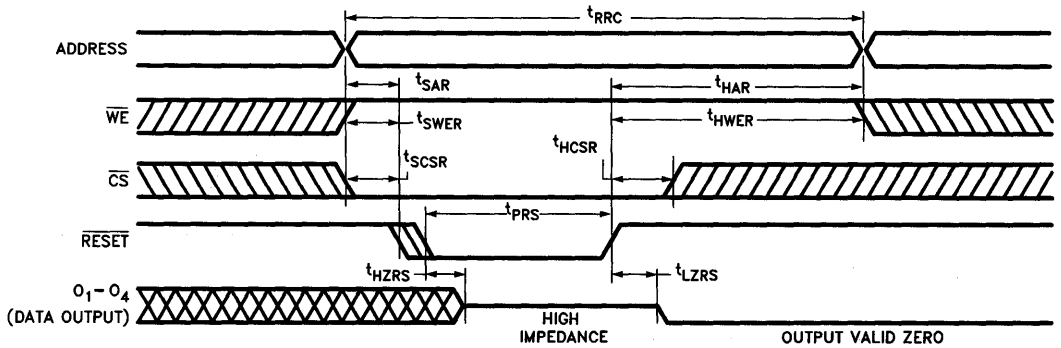 tRRC
ADDRESS
tSAR
tHAR
WE
tSWER
tHWER
tSCSR
tHCSR
CS
tPRS
RESET
tHZRS
tLZRS
O1–O4
(DATA OUTPUT)
HIGH
IMPEDANCE
OUTPUT VALID ZERO